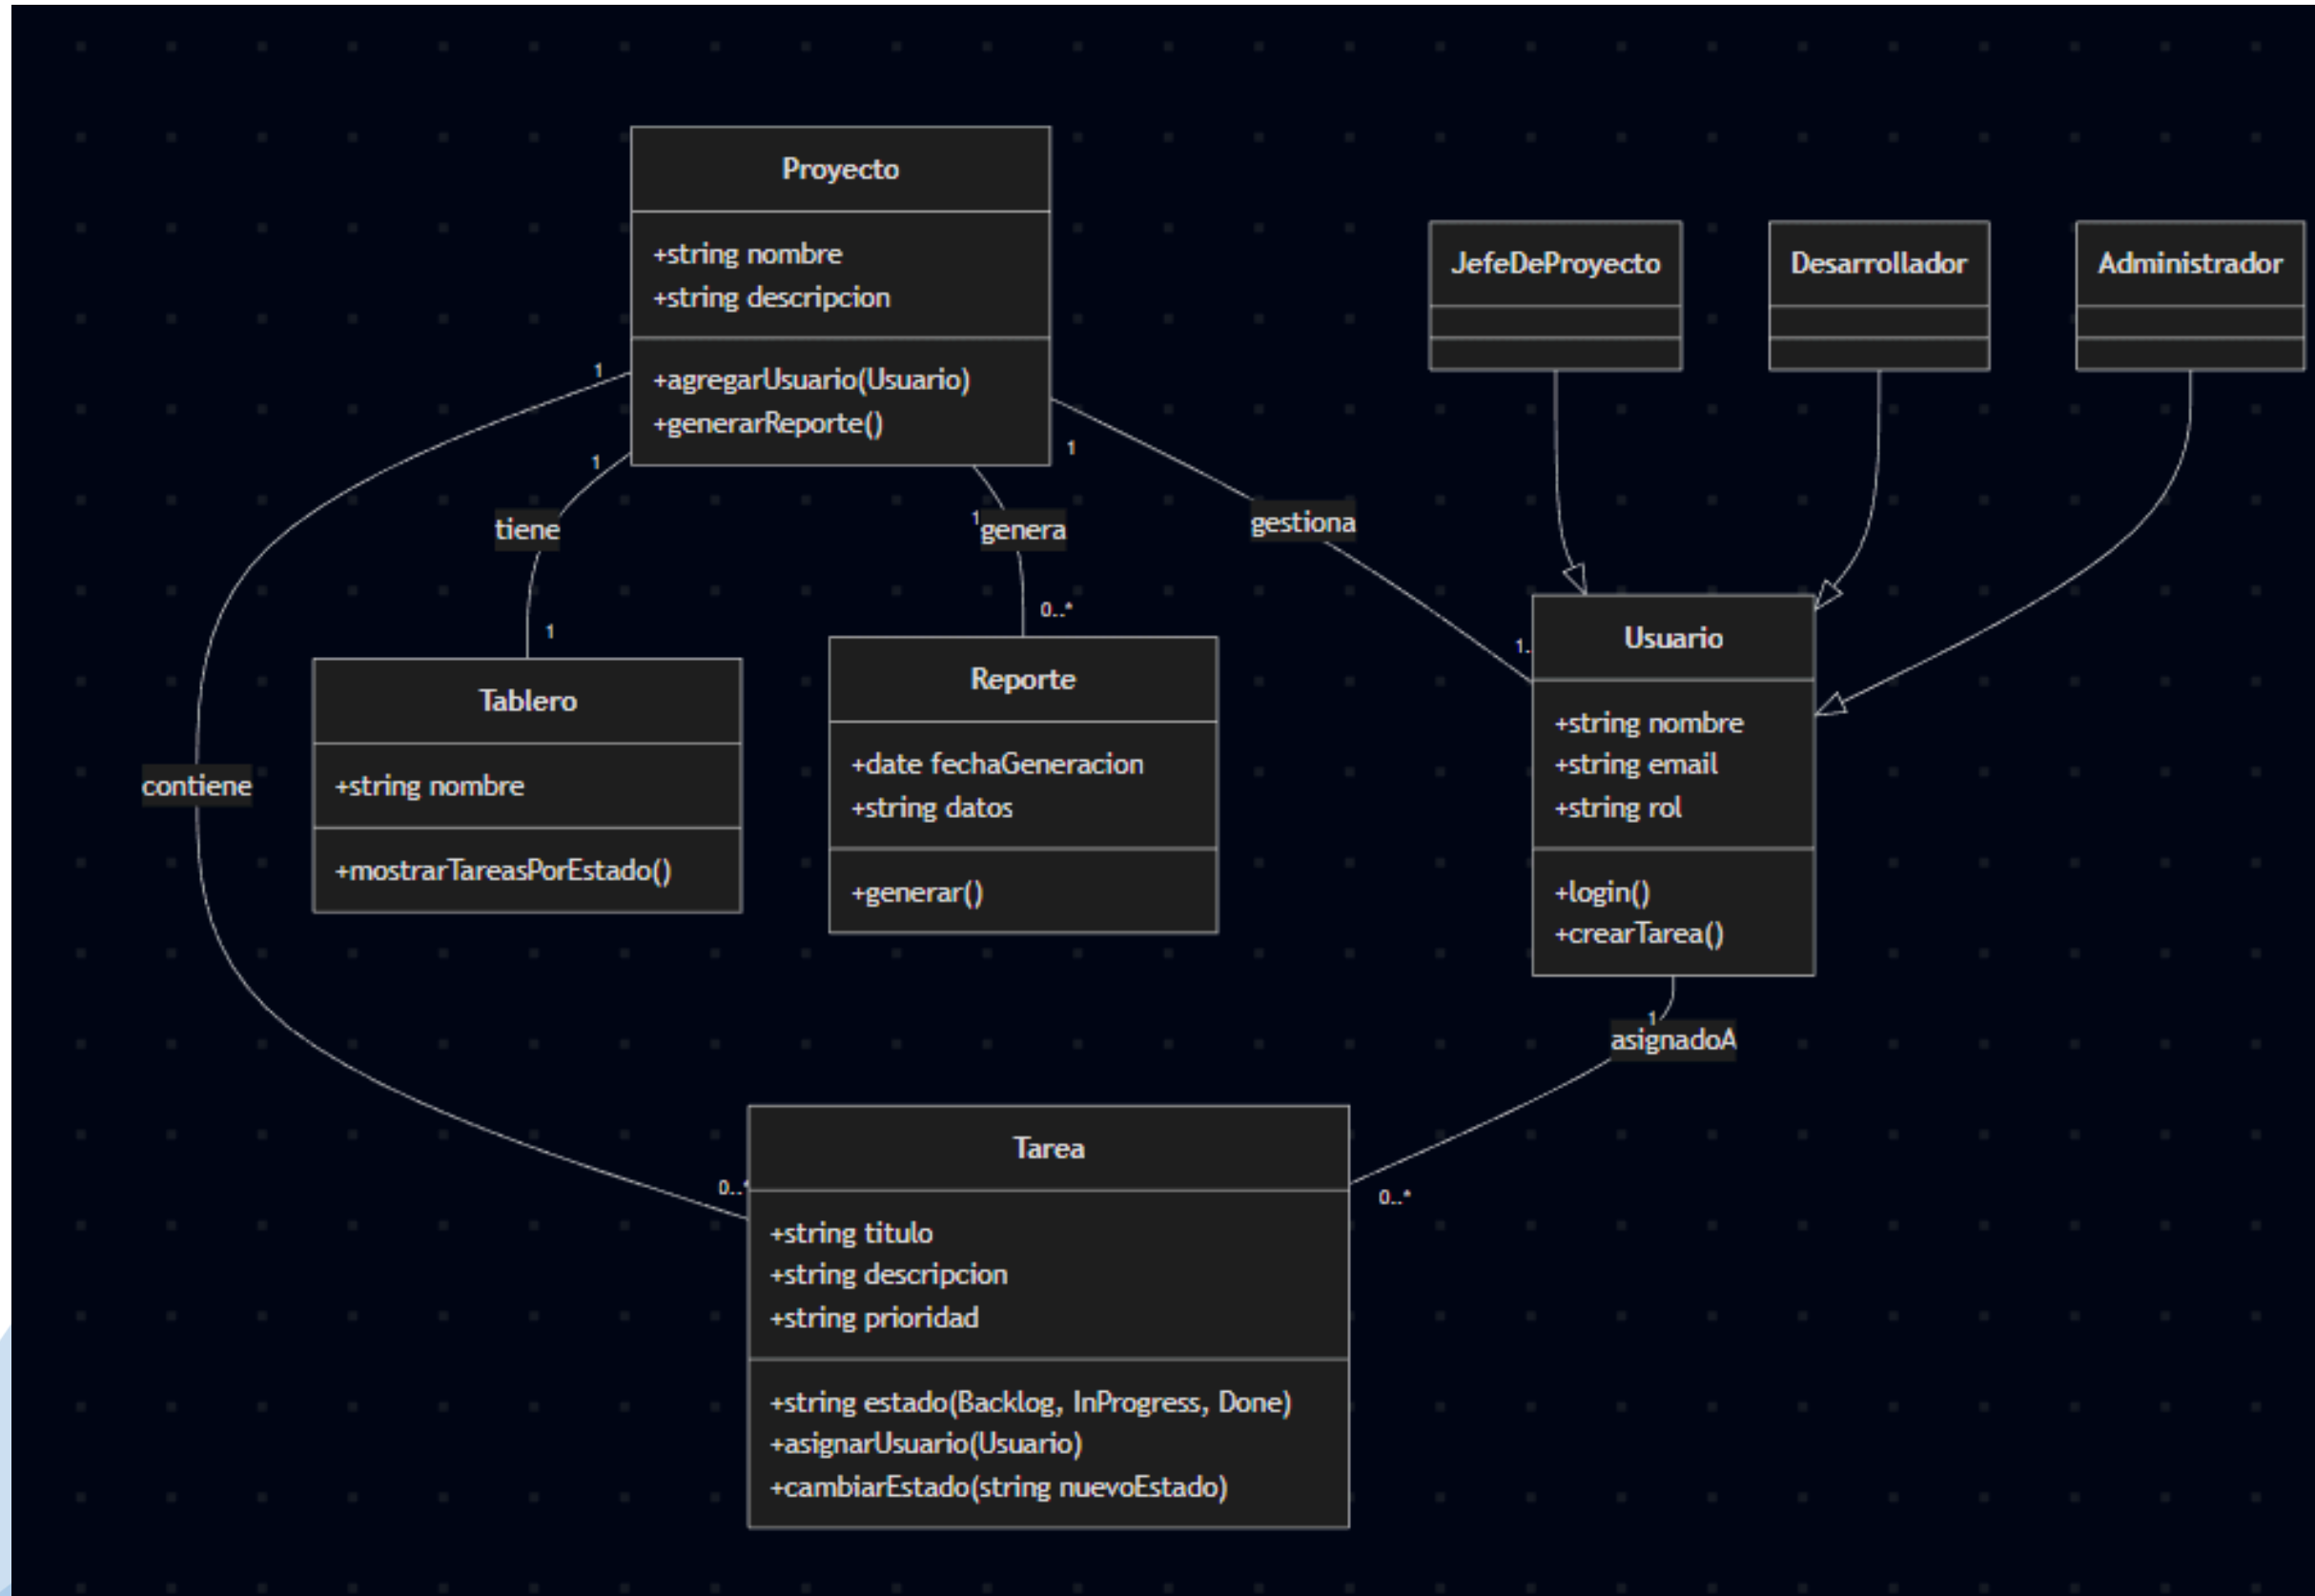 Proyecto
+string nombre
+string descripcion
+agregarUsuario(Usuario)
+generarReporte()
JefeDeProyecto
Desarrollador
Administrador
1
1
1
tiene
1
genera
gestiona
1
0..*
1.
Tablero
+string nombre
+mostrarTareasPorEstado()
Reporte
+date fechaGeneracion
+string datos
+generar()
Usuario
+string nombre
+string email
+string rol
+login()
+crearTarea()
contiene
1
asignadoA
0..*
0..*
Tarea
+string titulo
+string descripcion
+string prioridad
+string estado(Backlog, InProgress, Done)
+asignarUsuario(Usuario)
+cambiarEstado(string nuevoEstado)